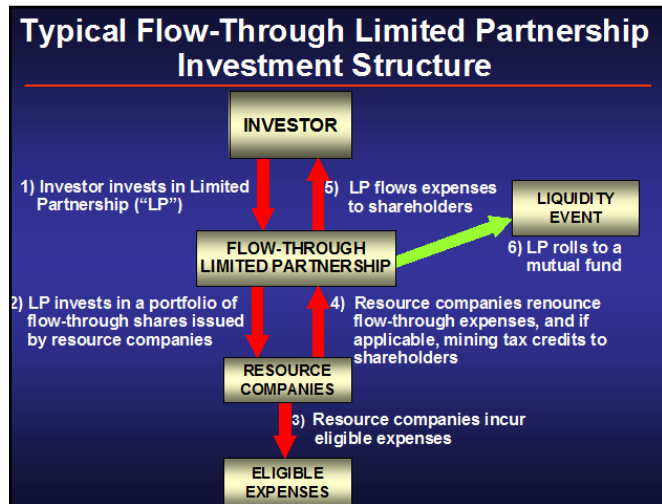 Typical Flow-Through Limited Partnership
Investment Structure
INVESTOR
1) Investor invests in Limited
Partnership ("LP")
5) LP flows expenses
to shareholders
LIQUIDITY
EVENT
FLOW-THROUGH
LIMITED PARTNERSHIP
6) LP rolls to a
mutual fund
2) LP invests in a portfolio of
flow-through shares issued
by resource companies
4) Resource companies renounce
flow-through expenses, and if
applicable, mining tax credits to
shareholders
RESOURCE
COMPANIES
3) Resource companies incur
eligible expenses
ELIGIBLE
EXPENSES